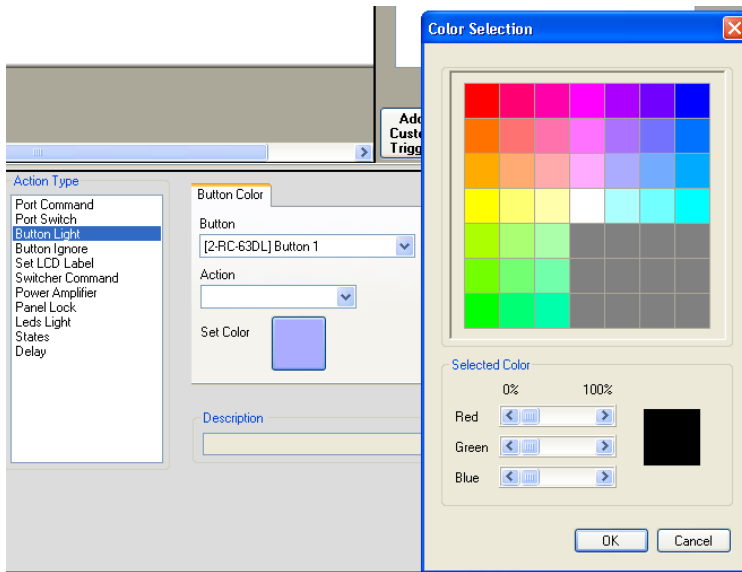 Color Selection
Add
Custo
Trigg
Action Type
Port Command
Port Switch
Button Light
Button Ignore
Set LCD Label
Switcher Command
Power Amplifier
Panel Lock
Leds Light
States
Delay
Button Color
Button
[2-RC-63DL] Button 1
Action
Set Color
Description
Selected Color
0% 100%
Red
Green
Blue
OK Cancel